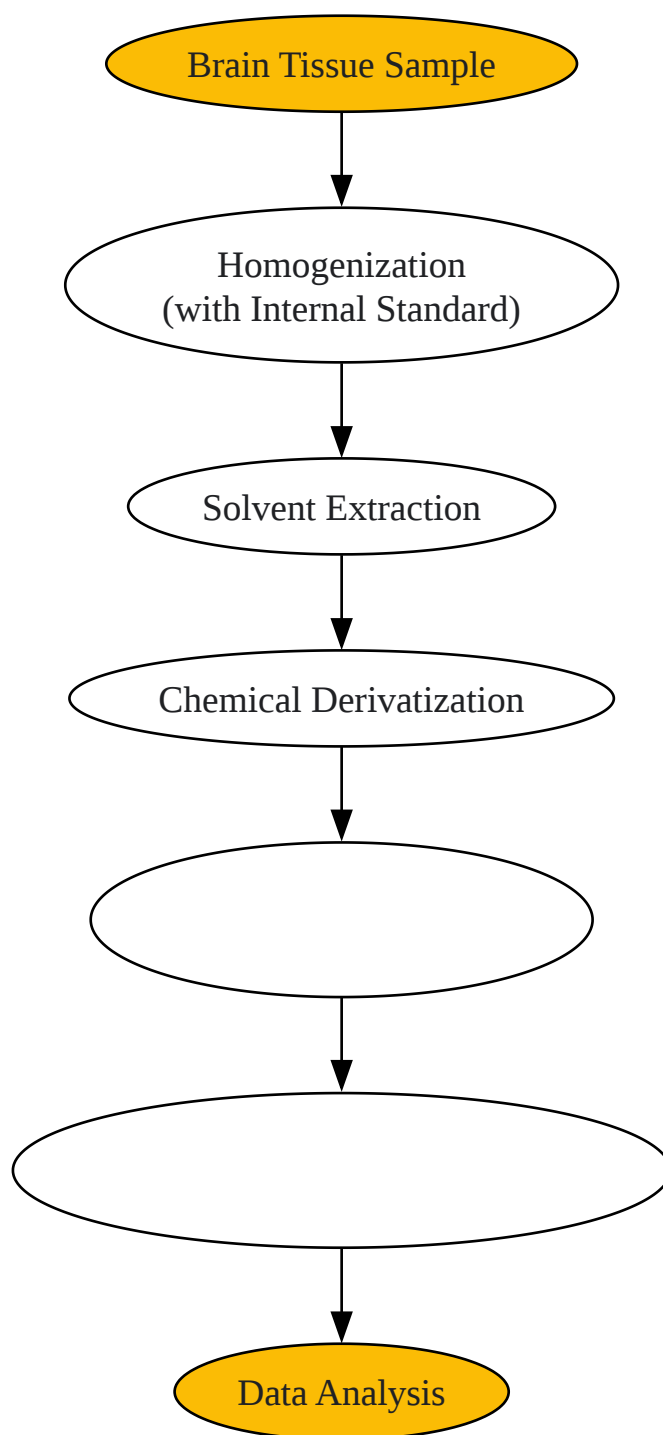 Brain Tissue Sample
Homogenization
(with Internal Standard)
Solvent Extraction
Chemical Derivatization
Data Analysis